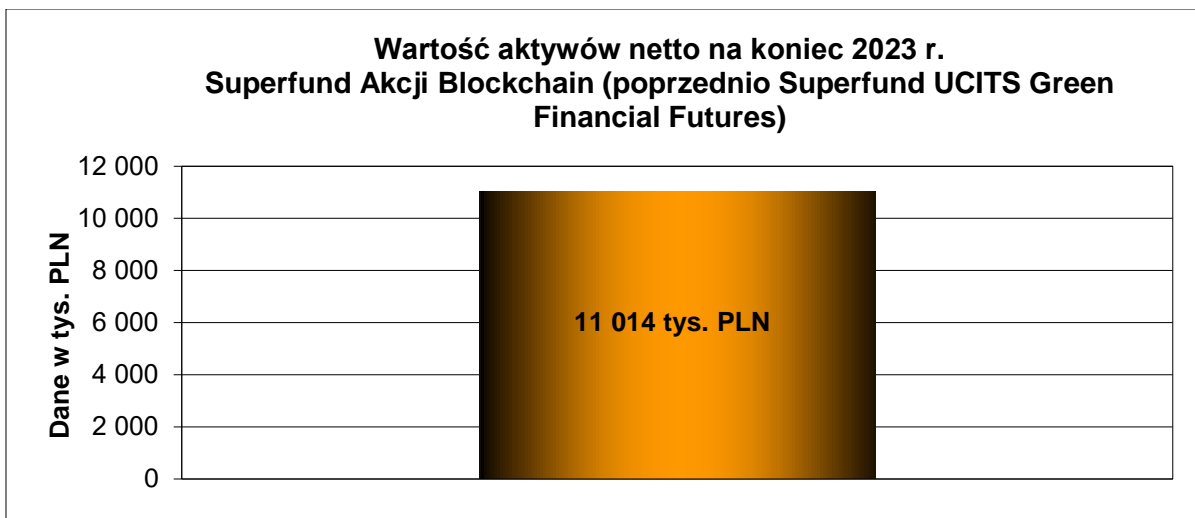 Wartość aktywów netto na koniec 2023 r.
Superfund Akcji Blockchain (poprzednio Superfund UCITS Green
Financial Futures)
Dane w tys. PLN
12 000
10 000
8 000
6 000
4 000
2 000
0
11 014 tys. PLN